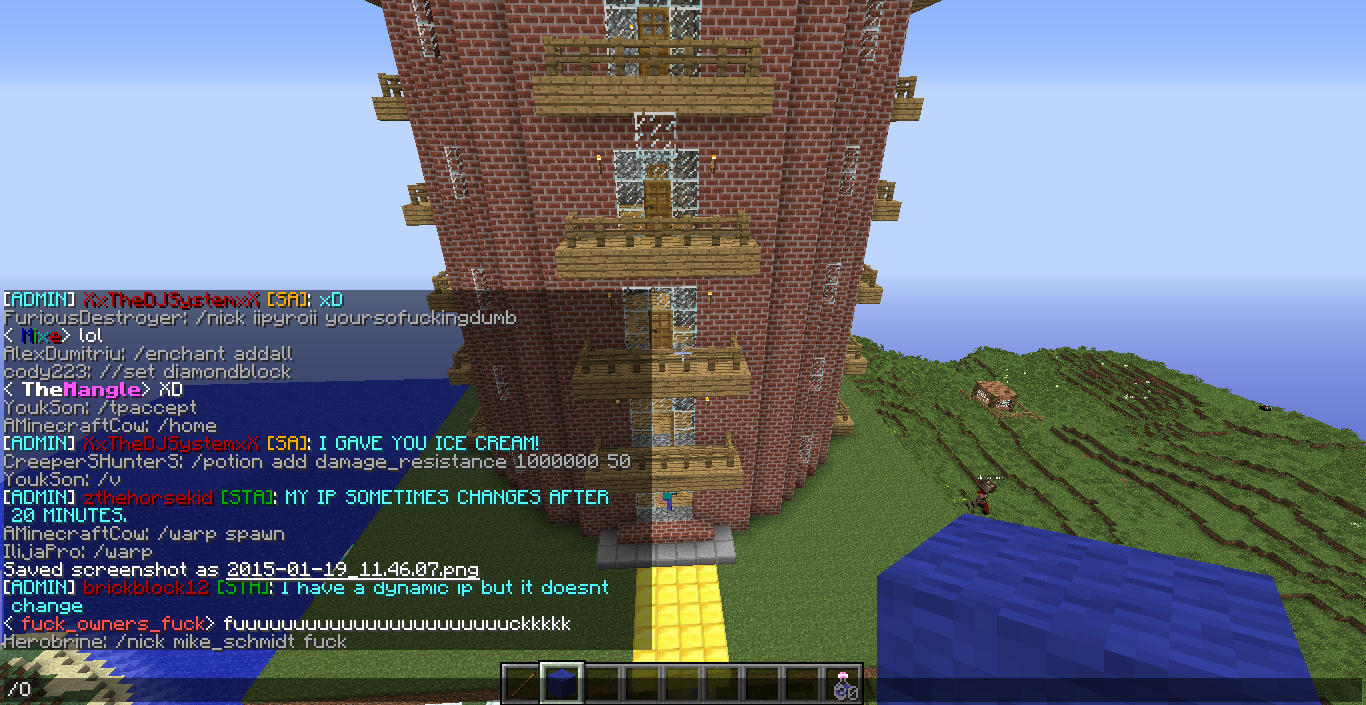 [ADMIN] XxTheDJSystemxX [SA]: xD
FuriousDestroyer: /nick iipyroii yoursofuckingdumb
< Mixe> lol
AlexDumitriu: /enchant addall
cody223: //set diamondblock
< TheMangle> XD
YoukSon: /tpaccept
AMinecraftCow: /home
[ADMIN] XxTheDJSystemxX [SA]: I GAVE YOU ICE CREAM!
CreeperSHunterS: /potion add damage_resistance 1000000 50
YoukSon: /v
[ADMIN] zthehorsekid [STA]: MY IP SOMETIMES CHANGES AFTER
20 MINUTES.
AMinecraftCow: /warp spawn
IlijaPro: /warp
Saved screenshot as 2015-01-19_11.46.07.png
[ADMIN] brickblock12 [STA]: I have a dynamic ip but it doesnt
change
< fuck_owners_fuck> fuuuuuuuuuuuuuuuuuuuuuuuckkkkk
Herobrine: /nick mike_schmidt fuck
/O
0